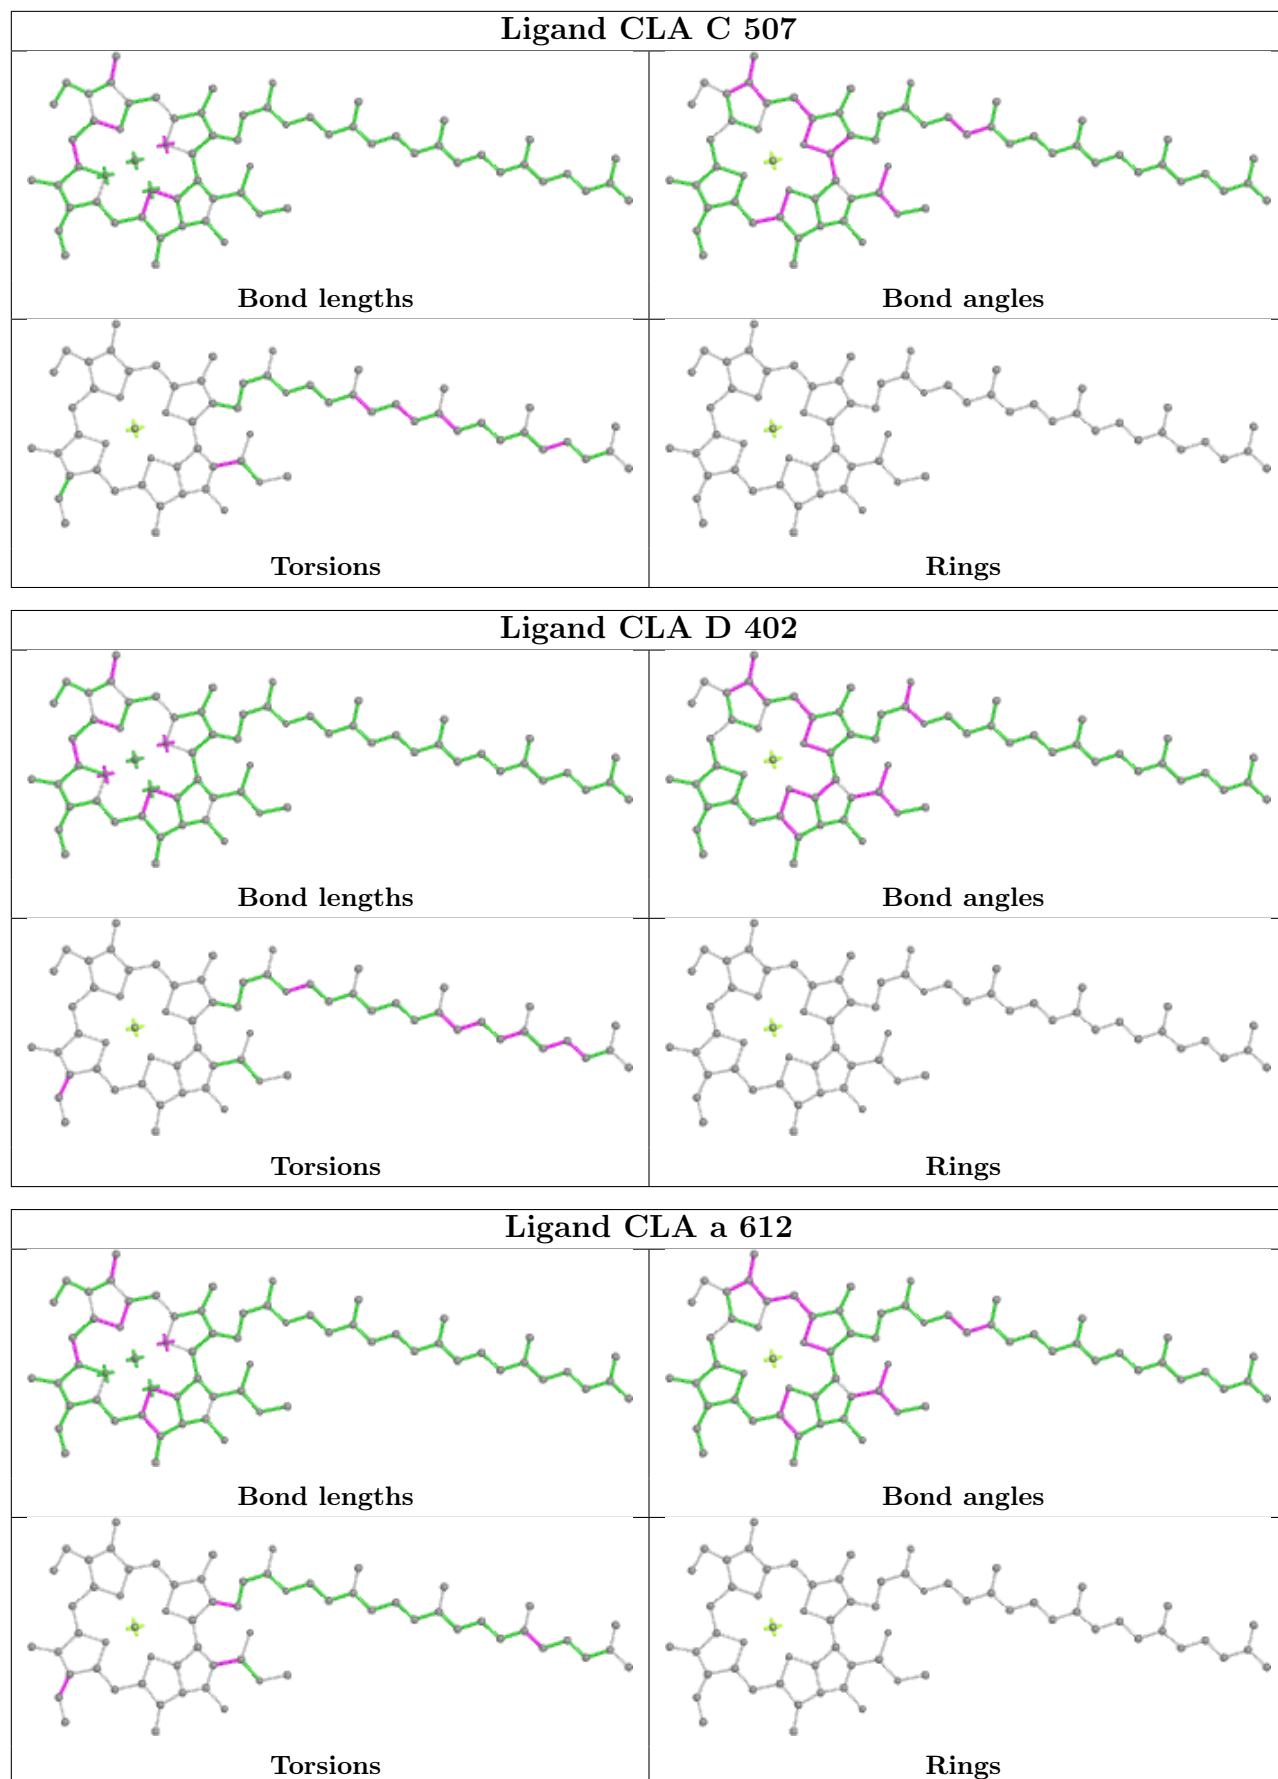 Ligand CLA C 507
Bond lengths
Bond angles
Torsions
Rings
Ligand CLA D 402
Bond lengths
Bond angles
Torsions
Rings
Ligand CLA a 612
Bond lengths
Bond angles
Torsions
Rings